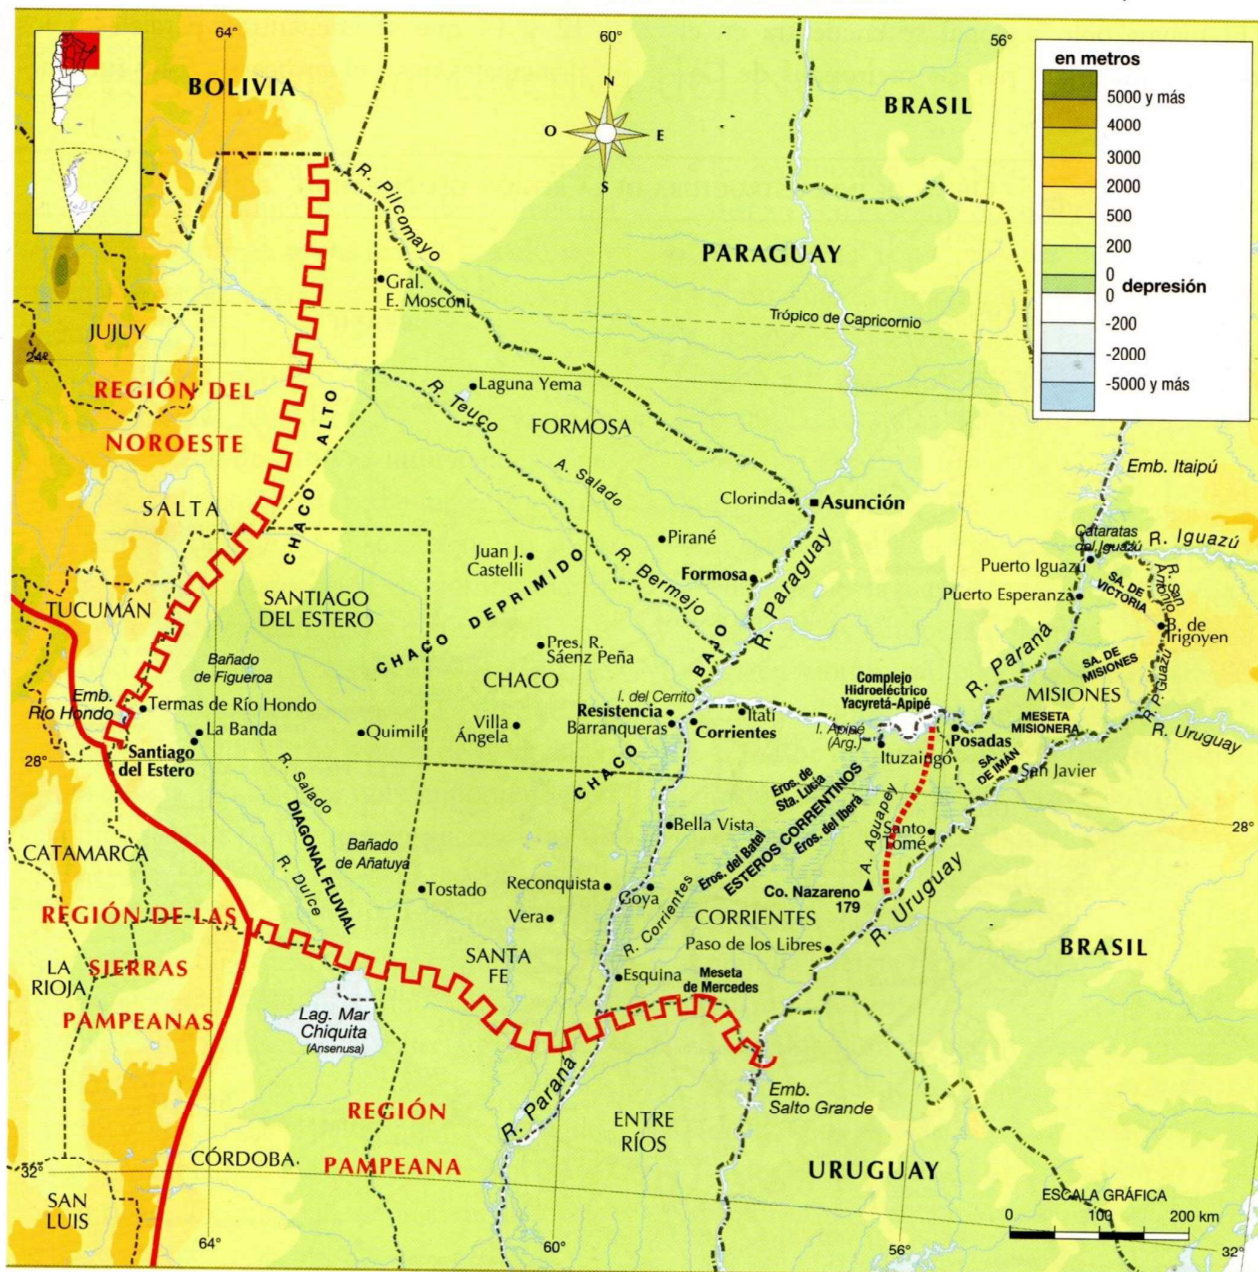 64°
60°
56°
en metros
5000 y más
4000
3000
2000
500
200
0
0 depresión
-200
-2000
-5000 y más
BOLIVIA
BRASIL
N
O
E
S
R. Pilcomayo
PARAGUAY
Gral.
E. Mosconi
Trópico de Capricornio
JUJUY
24º
REGIÓN DEL
NOROESTE
Laguna Yema
R. Teuco
FORMOSA
CHACO ALTO
A. Salado
Emb. Itaipú
SALTA
Clorinda
Asunción
Cataratas
del Iguazú
R. Iguazú
Juan J.
Castelli
Pirané
R. Bermejo
Formosa
R. Paraguay
Puerto Iguazú
Puerto Esperanza
SA. DE
VICTORIA
R. San
Antonio
B. de
Irigoyen
TUCUMÁN
SANTIAGO
DEL ESTERO
CHACO DEPRIMIDO
Pres. R.
Sáenz Peña
CHACO
CHACO BAJO
R. Paraná
SA. DE
MISIONES
MISIONES
R. P. Guazú
MESETA
MISIONERA
R. Uruguay
Bañado
de Figueroa
Emb.
Río Hondo
Termas de Río Hondo
La Banda
Santiago
del Estero
Quimilí
Villa
Ángela
I. del Cerrito
Resistencia
Barranqueras
Corrientes
Itatí
Complejo
Hidroeléctrico
Yacyretá-Apipé
I. Apipé
(Arg.)
Ituzaingó
Posadas
SA.
DE IMÁN
San Javier
28°
R. Salado
DIAGONAL FLUVIAL
R. Dulce
Bañado
de Añatuya
Bella Vista
Eros. de
Sta. Lucía
ESTEROS CORRENTINOS
Eros. del Batel
Eros. del Iberá
A. Aguapey
Santo
Tomé
28°
CATAMARCA
Tostado
Reconquista
Goya
Vera
R. Corrientes
Co. Nazareno
179
CORRIENTES
R. Uruguay
Paso de los Libres
BRASIL
REGIÓN DE LAS
SIERRAS
PAMPEANAS
LA
RIOJA
SANTA
FE
Esquina
Meseta
de Mercedes
Lag. Mar
Chiquita
(Ansenusa)
REGIÓN
PAMPEANA
R. Paraná
ENTRE
RÍOS
Emb.
Salto Grande
URUGUAY
CÓRDOBA
32°
SAN
LUIS
ESCALA GRÁFICA
0 100 200 km
64°
60°
56°
32°